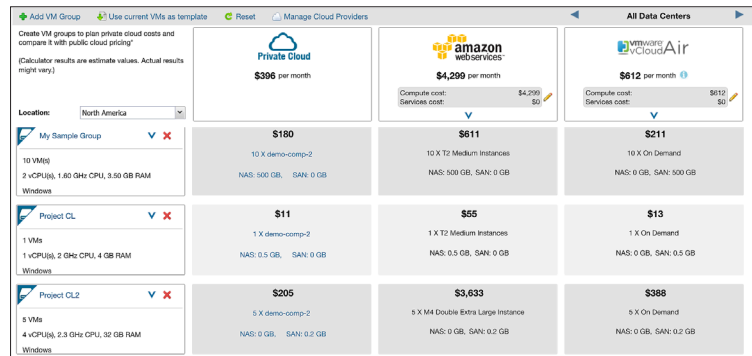 Add VM Group
Use current VMs as template
Reset
Manage Cloud Providers
All Data Centers
Create VM groups to plan private cloud costs and
compare it with public cloud pricing*
(Calculator results are estimate values. Actual results
might vary.)
Location:
North America
Private Cloud
$396 per month
amazon
webservices™
$4,299 per month
Compute cost: $4,299
Services cost: $0
vmware
vCloud Air
$612 per month
Compute cost: $612
Services cost: $0
My Sample Group
10 VM(s)
2 vCPU(s), 1.60 GHz CPU, 3.50 GB RAM
Windows
$180
10 X demo-comp-2
NAS: 500 GB, SAN: 0 GB
$611
10 X T2 Medium Instances
NAS: 500 GB, SAN: 0 GB
$211
10 X On Demand
NAS: 0 GB, SAN: 500 GB
Project CL
1 VMs
1 vCPU(s), 2 GHz CPU, 4 GB RAM
Windows
$11
1 X demo-comp-2
NAS: 0.5 GB, SAN: 0 GB
$55
1 X T2 Medium Instances
NAS: 0.5 GB, SAN: 0 GB
$13
1 X On Demand
NAS: 0 GB, SAN: 0.5 GB
Project CL2
5 VMs
4 vCPU(s), 2.3 GHz CPU, 32 GB RAM
Windows
$205
5 X demo-comp-2
NAS: 0 GB, SAN: 0.2 GB
$3,633
5 X M4 Double Extra Large Instance
NAS: 0 GB, SAN: 0.2 GB
$388
5 X On Demand
NAS: 0 GB, SAN: 0.2 GB